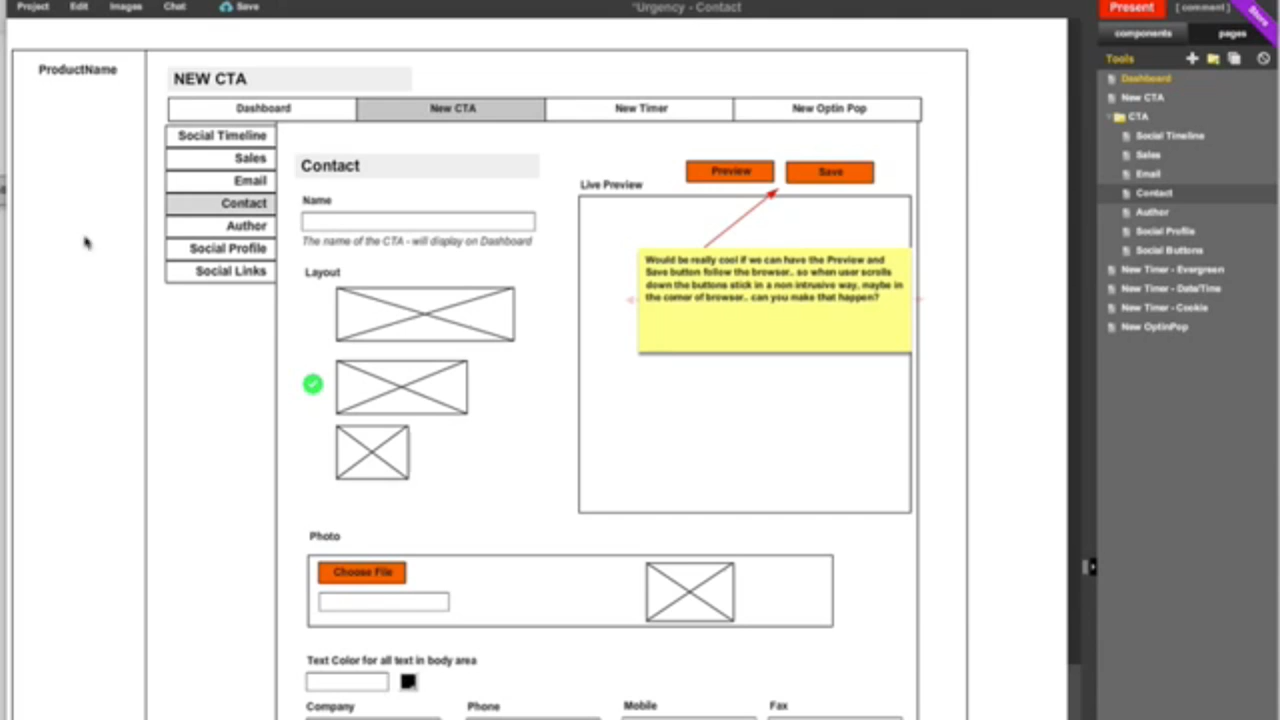 Project Edit Images Chat Save
*Urgency - Contact
Present [ comment ] Store
components pages
Tools
Dashboard
New CTA
CTA
Social Timeline
Sales
Email
Contact
Author
Social Profile
Social Buttons
New Timer - Evergreen
New Timer - Date/Time
New Timer - Cookie
New OptinPop
ProductName
NEW CTA
Dashboard New CTA New Timer New Optin Pop
Social Timeline
Sales
Email
Contact
Author
Social Profile
Social Links
Contact
Preview Save
Live Preview
Name
The name of the CTA - will display on Dashboard
Would be really cool if we can have the Preview and
Save button follow the browser.. so when user scrolls
down the buttons stick in a non intrusive way, maybe in
the corner of browser.. can you make that happen?
Layout
Photo
Choose File
Text Color for all text in body area
Company Phone Mobile Fax